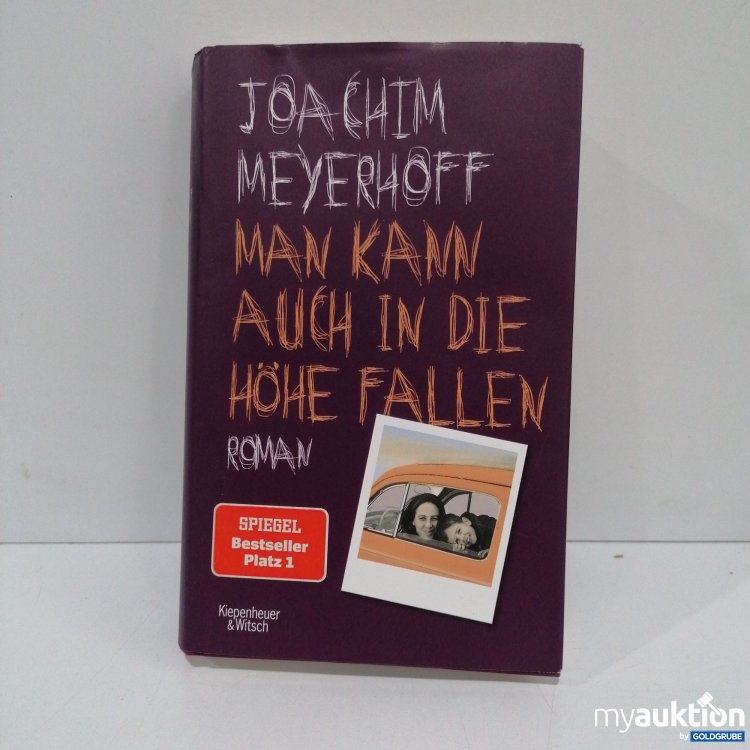 JOACHIM
MEYERHOFF
MAN KANN
AUCH IN DIE
HÖHE FALLEN
ROMAN
SPIEGEL
Bestseller
Platz 1
Kiepenheuer
& Witsch
myauktion
by GOLDGRUBE